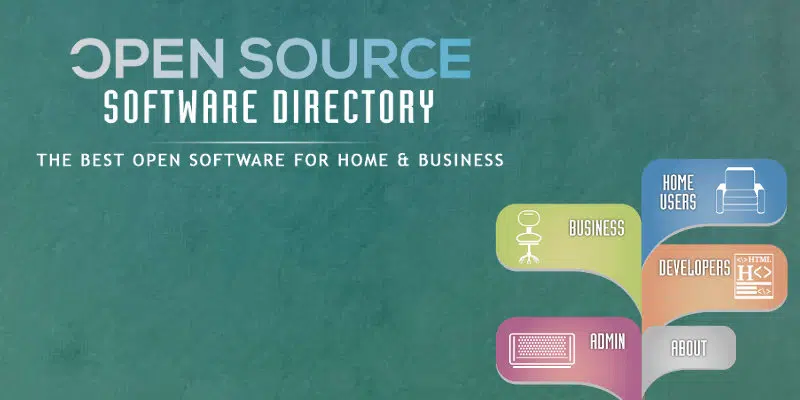 OPEN SOURCE
SOFTWARE DIRECTORY
THE BEST OPEN SOFTWARE FOR HOME & BUSINESS
HOME
USERS
BUSINESS
DEVELOPERS
<\>HTML
H<>
<\>
ADMIN
ABOUT